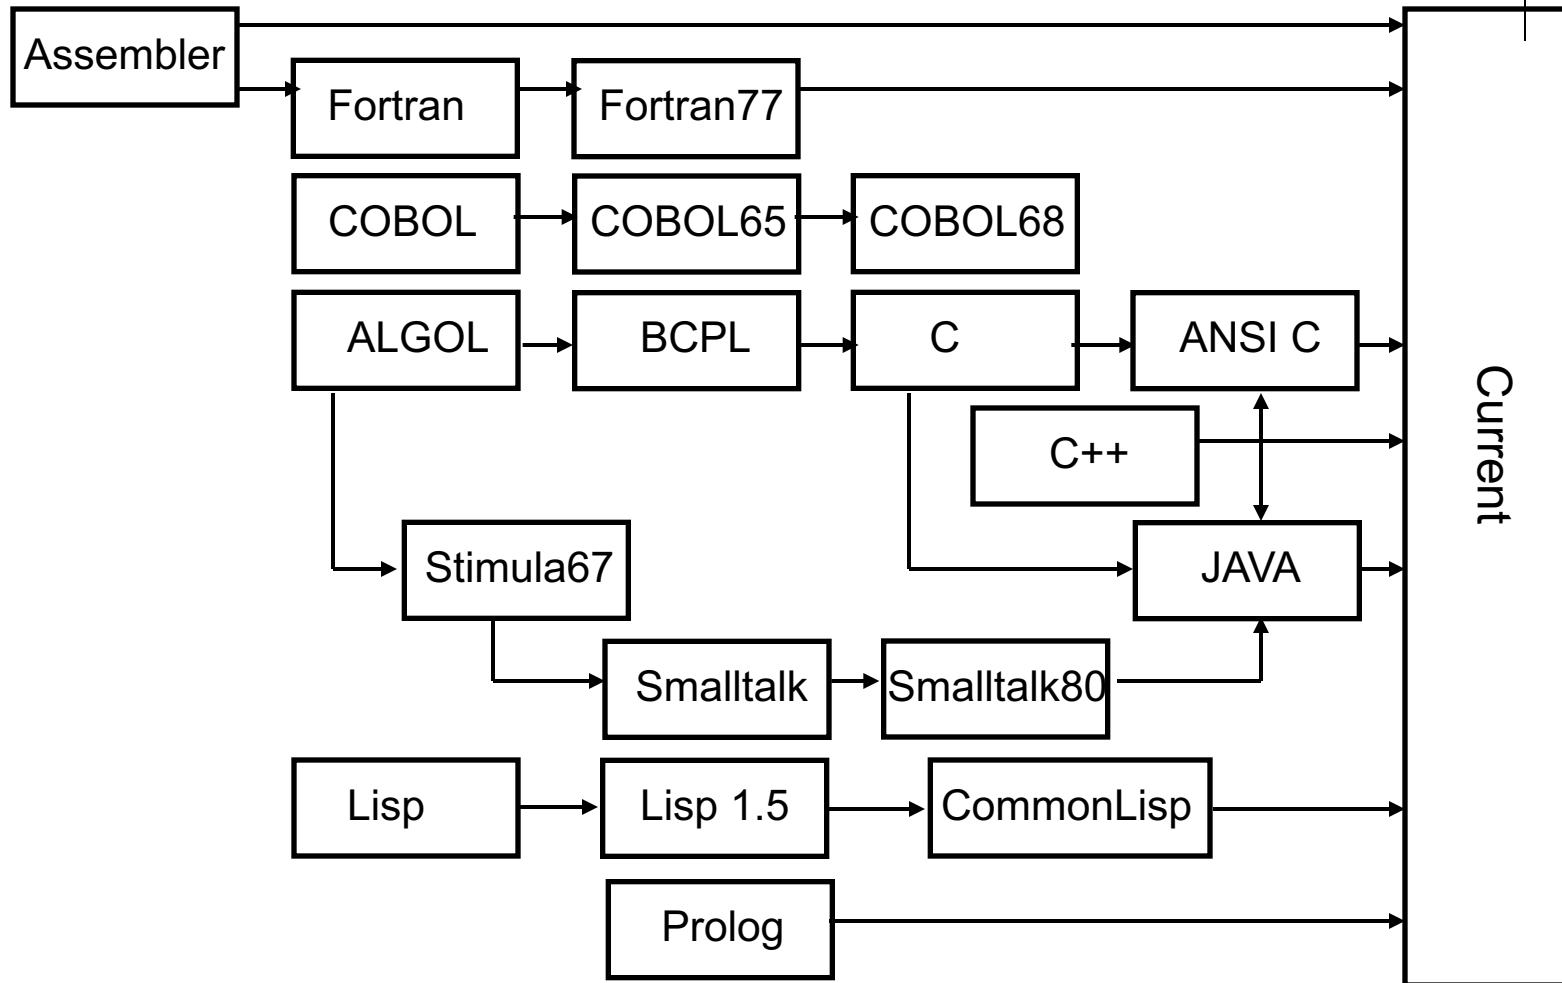 Assembler
Fortran
Fortran77
COBOL
COBOL65
COBOL68
ALGOL
BCPL
C
ANSI C
C++
Stimula67
JAVA
Smalltalk
Smalltalk80
Lisp
Lisp 1.5
CommonLisp
Prolog
Current